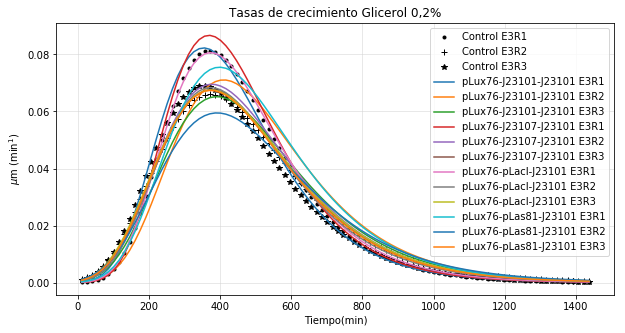 Tasas de crecimiento Glicerol 0,2%
Control E3R1
Control E3R2
Control E3R3
pLux76-J23101-J23101 E3R1
pLux76-J23101-J23101 E3R2
pLux76-J23101-J23101 E3R3
pLux76-J23107-J23101 E3R1
pLux76-J23107-J23101 E3R2
pLux76-J23107-J23101 E3R3
pLux76-pLacI-J23101 E3R1
pLux76-pLacI-J23101 E3R2
pLux76-pLacI-J23101 E3R3
pLux76-pLas81-J23101 E3R1
pLux76-pLas81-J23101 E3R2
pLux76-pLas81-J23101 E3R3
μm (min¹)
0.08
0.06
0.04
0.02
0.00
0 200 400 600 800 1000 1200 1400
Tiempo(min)